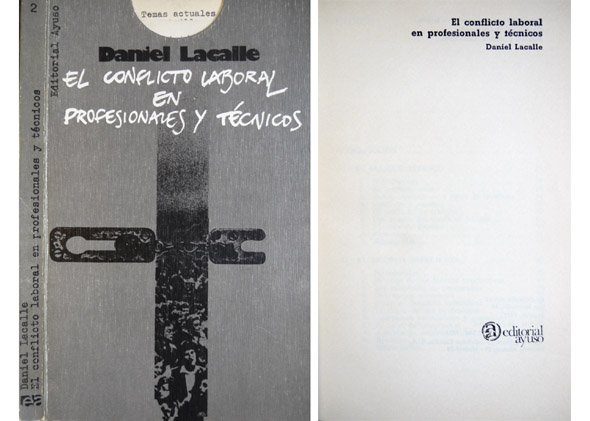 2
Editorial Ayuso
Daniel Lacalle
El conflicto laboral en profesionales y técnicos
Temas actuales
Daniel Lacalle
EL CONFLICTO LABORAL
EN
PROFESIONALES Y TÉCNICOS
El conflicto laboral
en profesionales y técnicos
Daniel Lacalle
editorial
ayuso